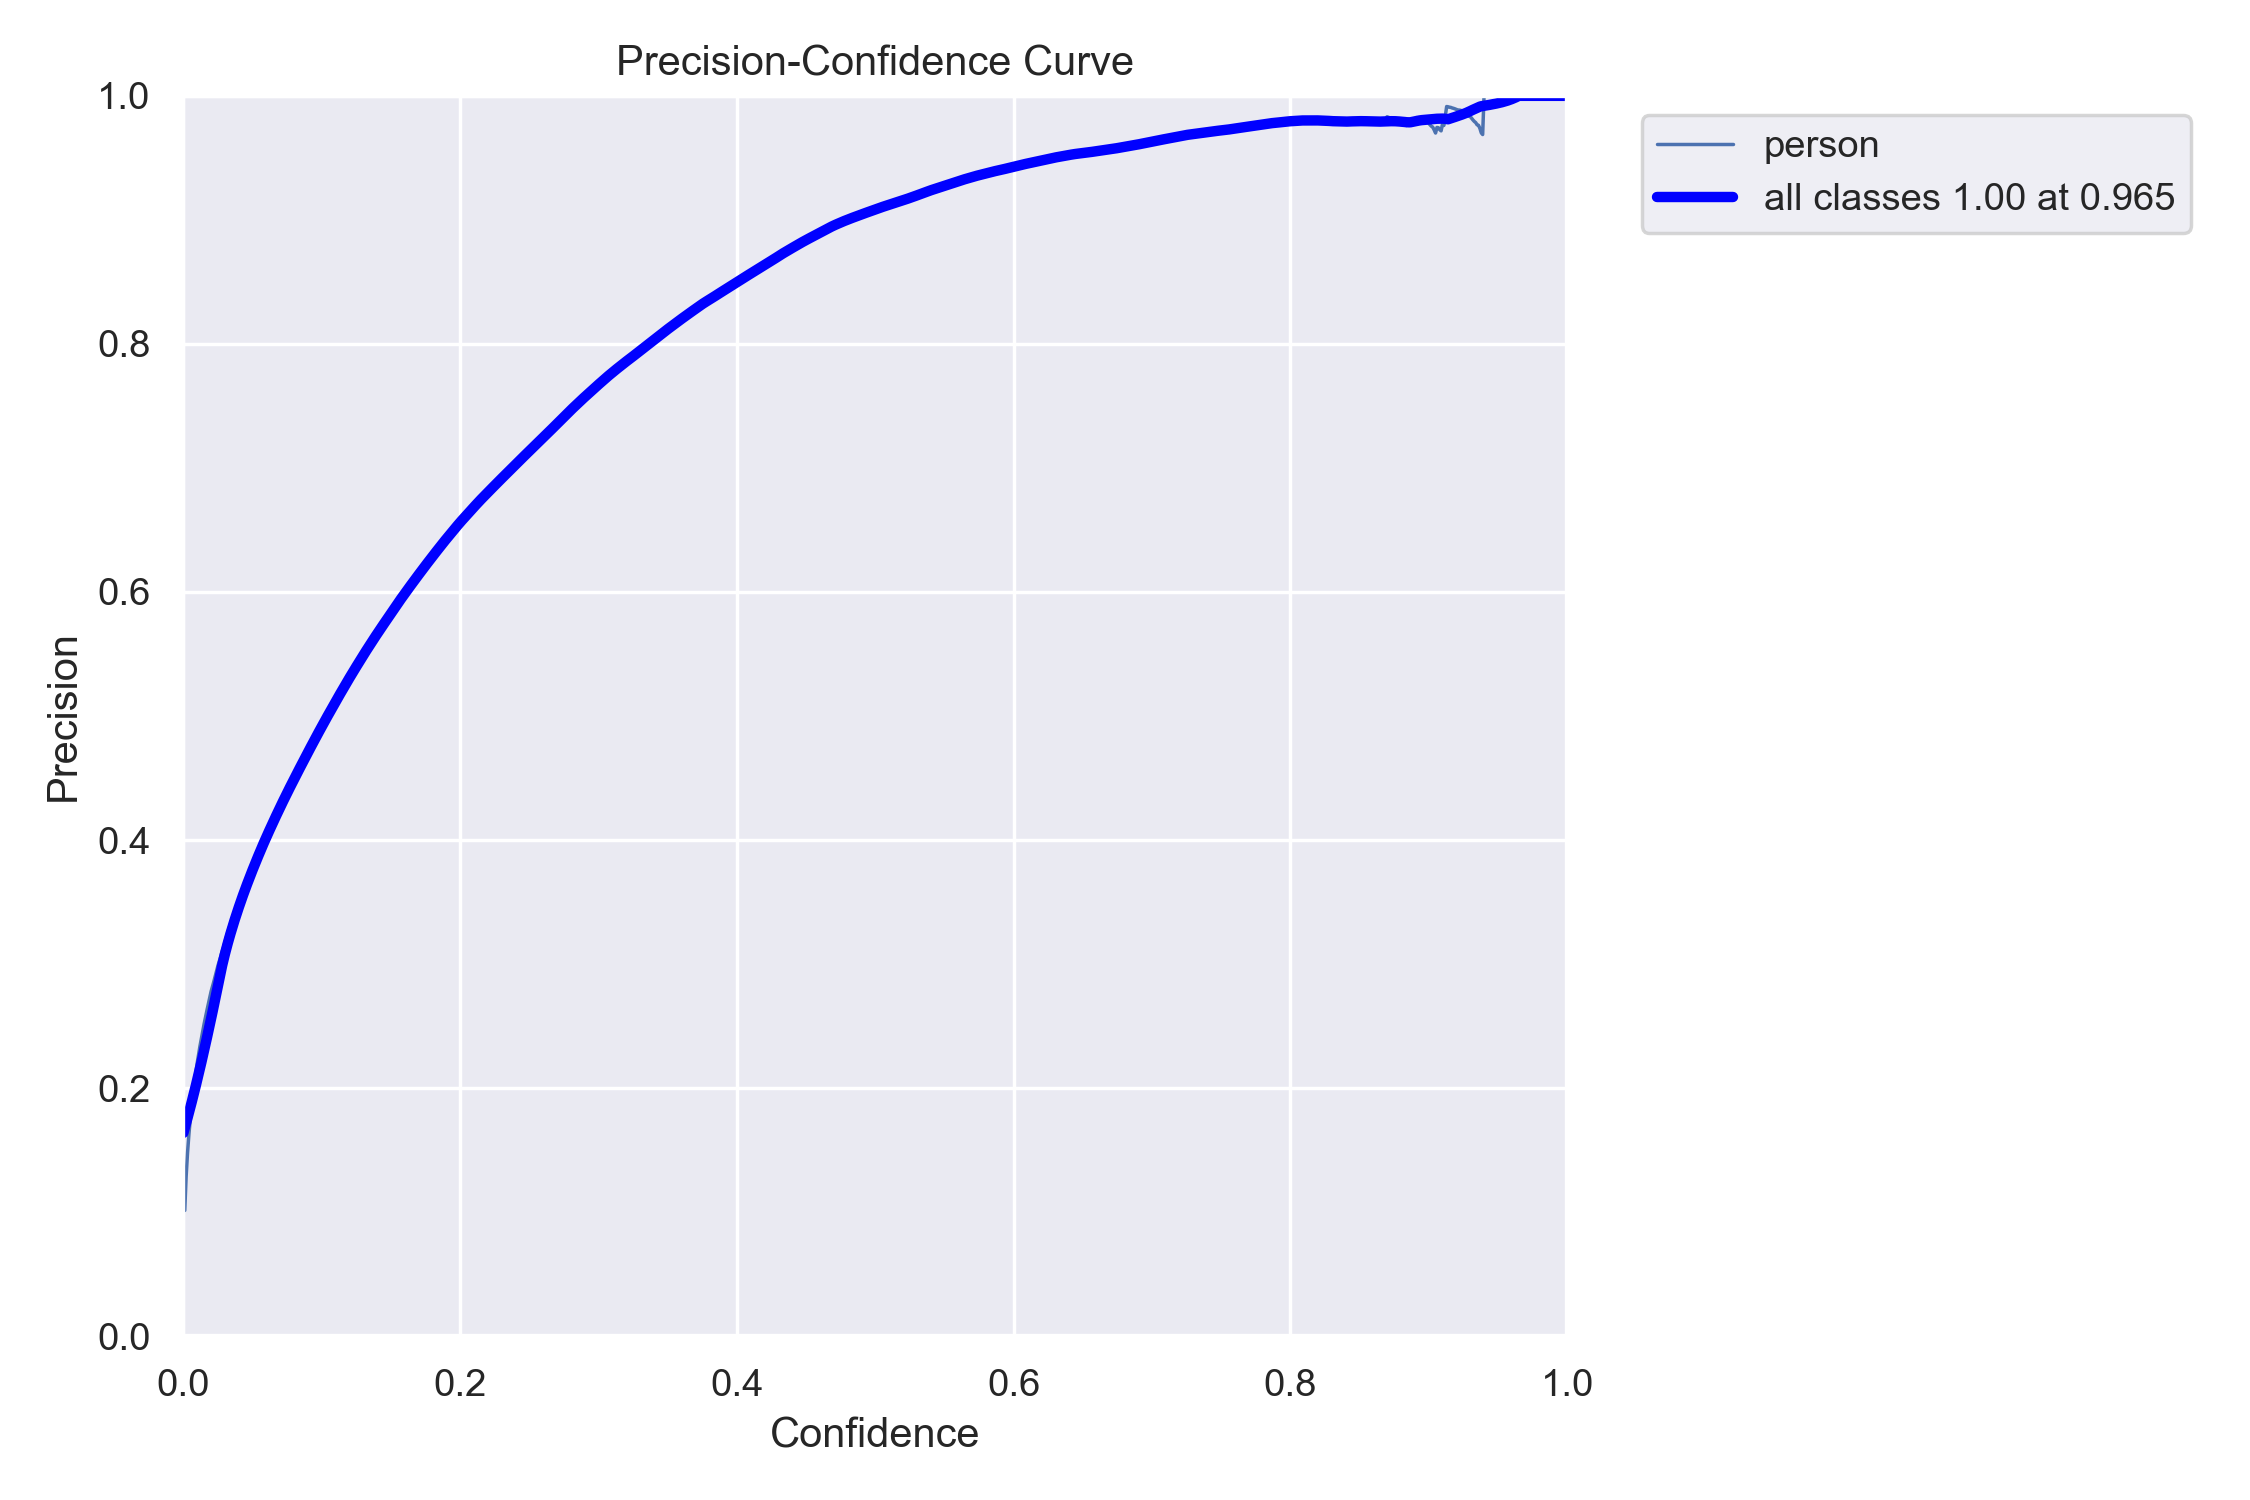 Precision-Confidence Curve
1.0
0.8
0.6
0.4
0.2
0.0
Precision
0.0 0.2 0.4 0.6 0.8 1.0
Confidence
person
all classes 1.00 at 0.965